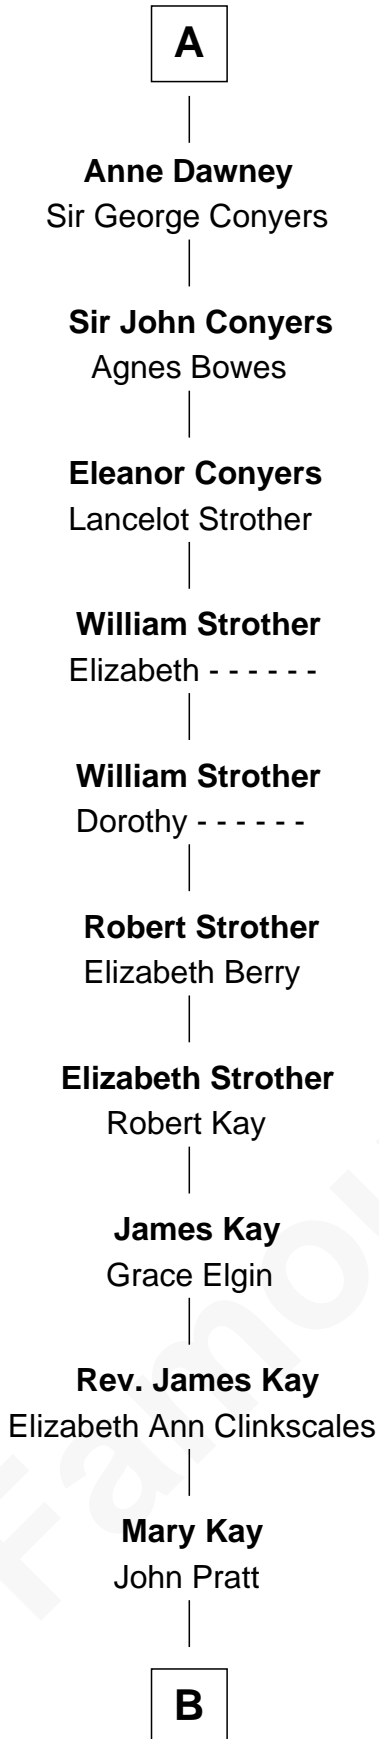 A
Anne Dawney
Sir George Conyers
Sir John Conyers
Agnes Bowes
Eleanor Conyers
Lancelot Strother
William Strother
Elizabeth - - - - - -
William Strother
Dorothy - - - - - -
Robert Strother
Elizabeth Berry
Elizabeth Strother
Robert Kay
James Kay
Grace Elgin
Rev. James Kay
Elizabeth Ann Clinkscales
Mary Kay
John Pratt
B